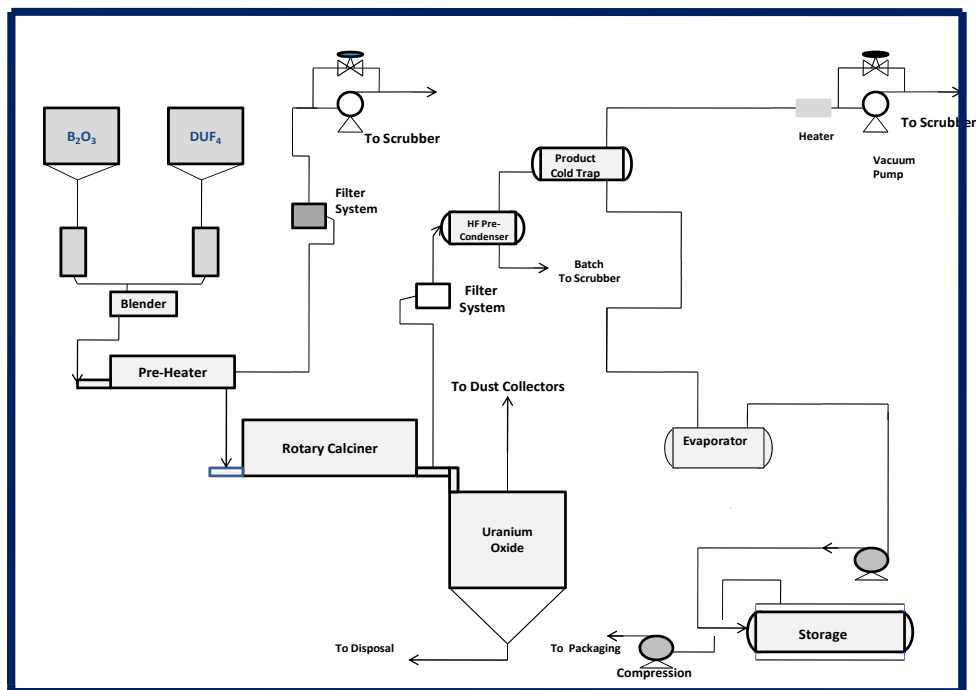 B₂O₃
DUF₄
To Scrubber
Heater
To Scrubber
Vacuum
Pump
Product
Cold Trap
Filter
System
HF Pre-
Condenser
Batch
To Scrubber
Filter
System
Blender
Pre-Heater
To Dust Collectors
Rotary Calciner
Evaporator
Uranium
Oxide
Storage
To Disposal
To Packaging
Compression